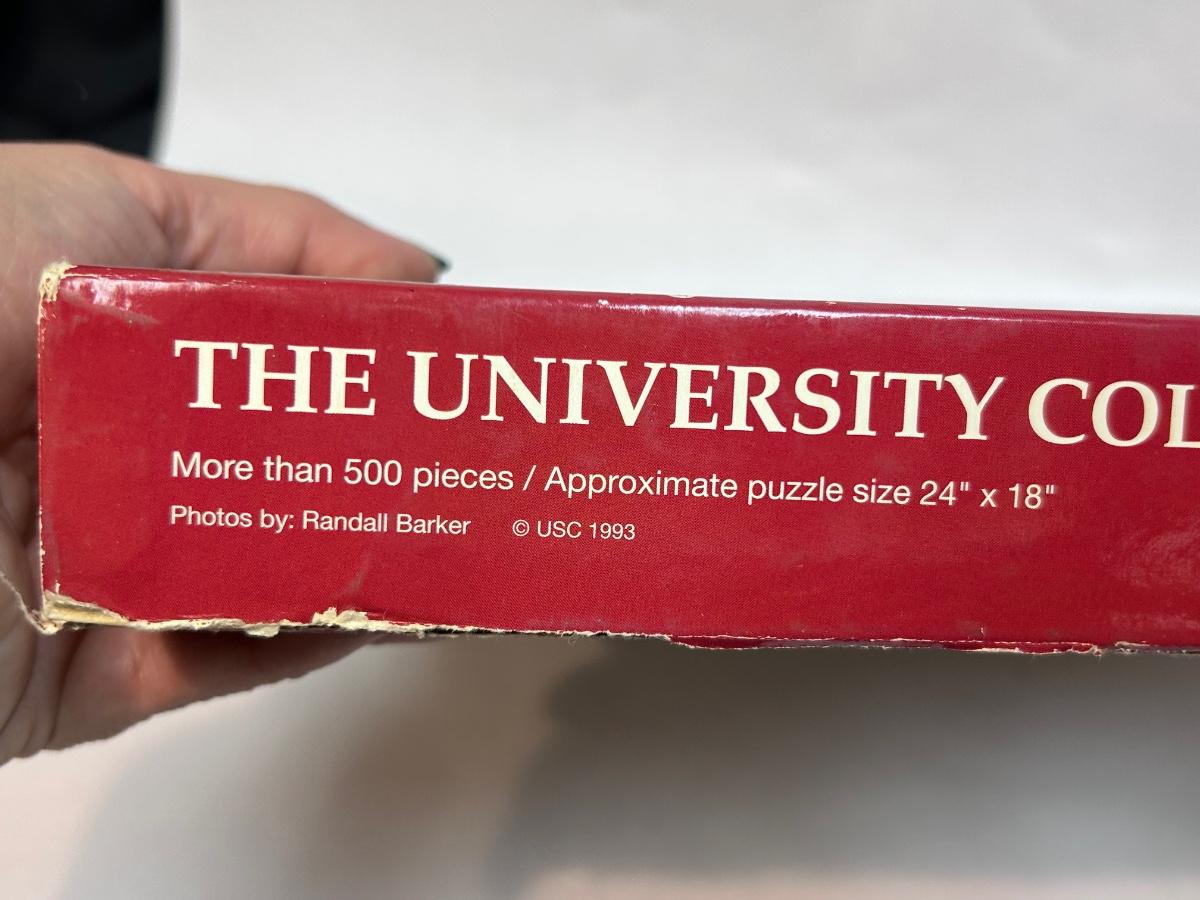 THE UNIVERSITY COL
More than 500 pieces / Approximate puzzle size 24" x 18"
Photos by: Randall Barker © USC 1993